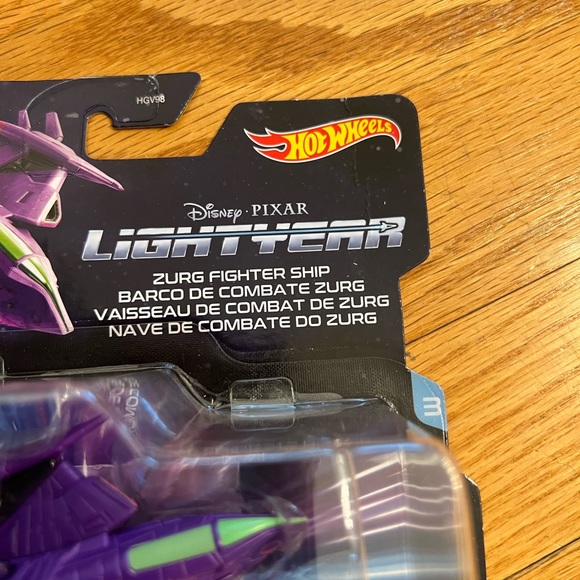 HGV98
HOT WHEELS
DISNEY · PIXAR
LIGHTYEAR
ZURG FIGHTER SHIP
BARCO DE COMBATE ZURG
VAISSEAU DE COMBAT DE ZURG
NAVE DE COMBATE DO ZURG
3